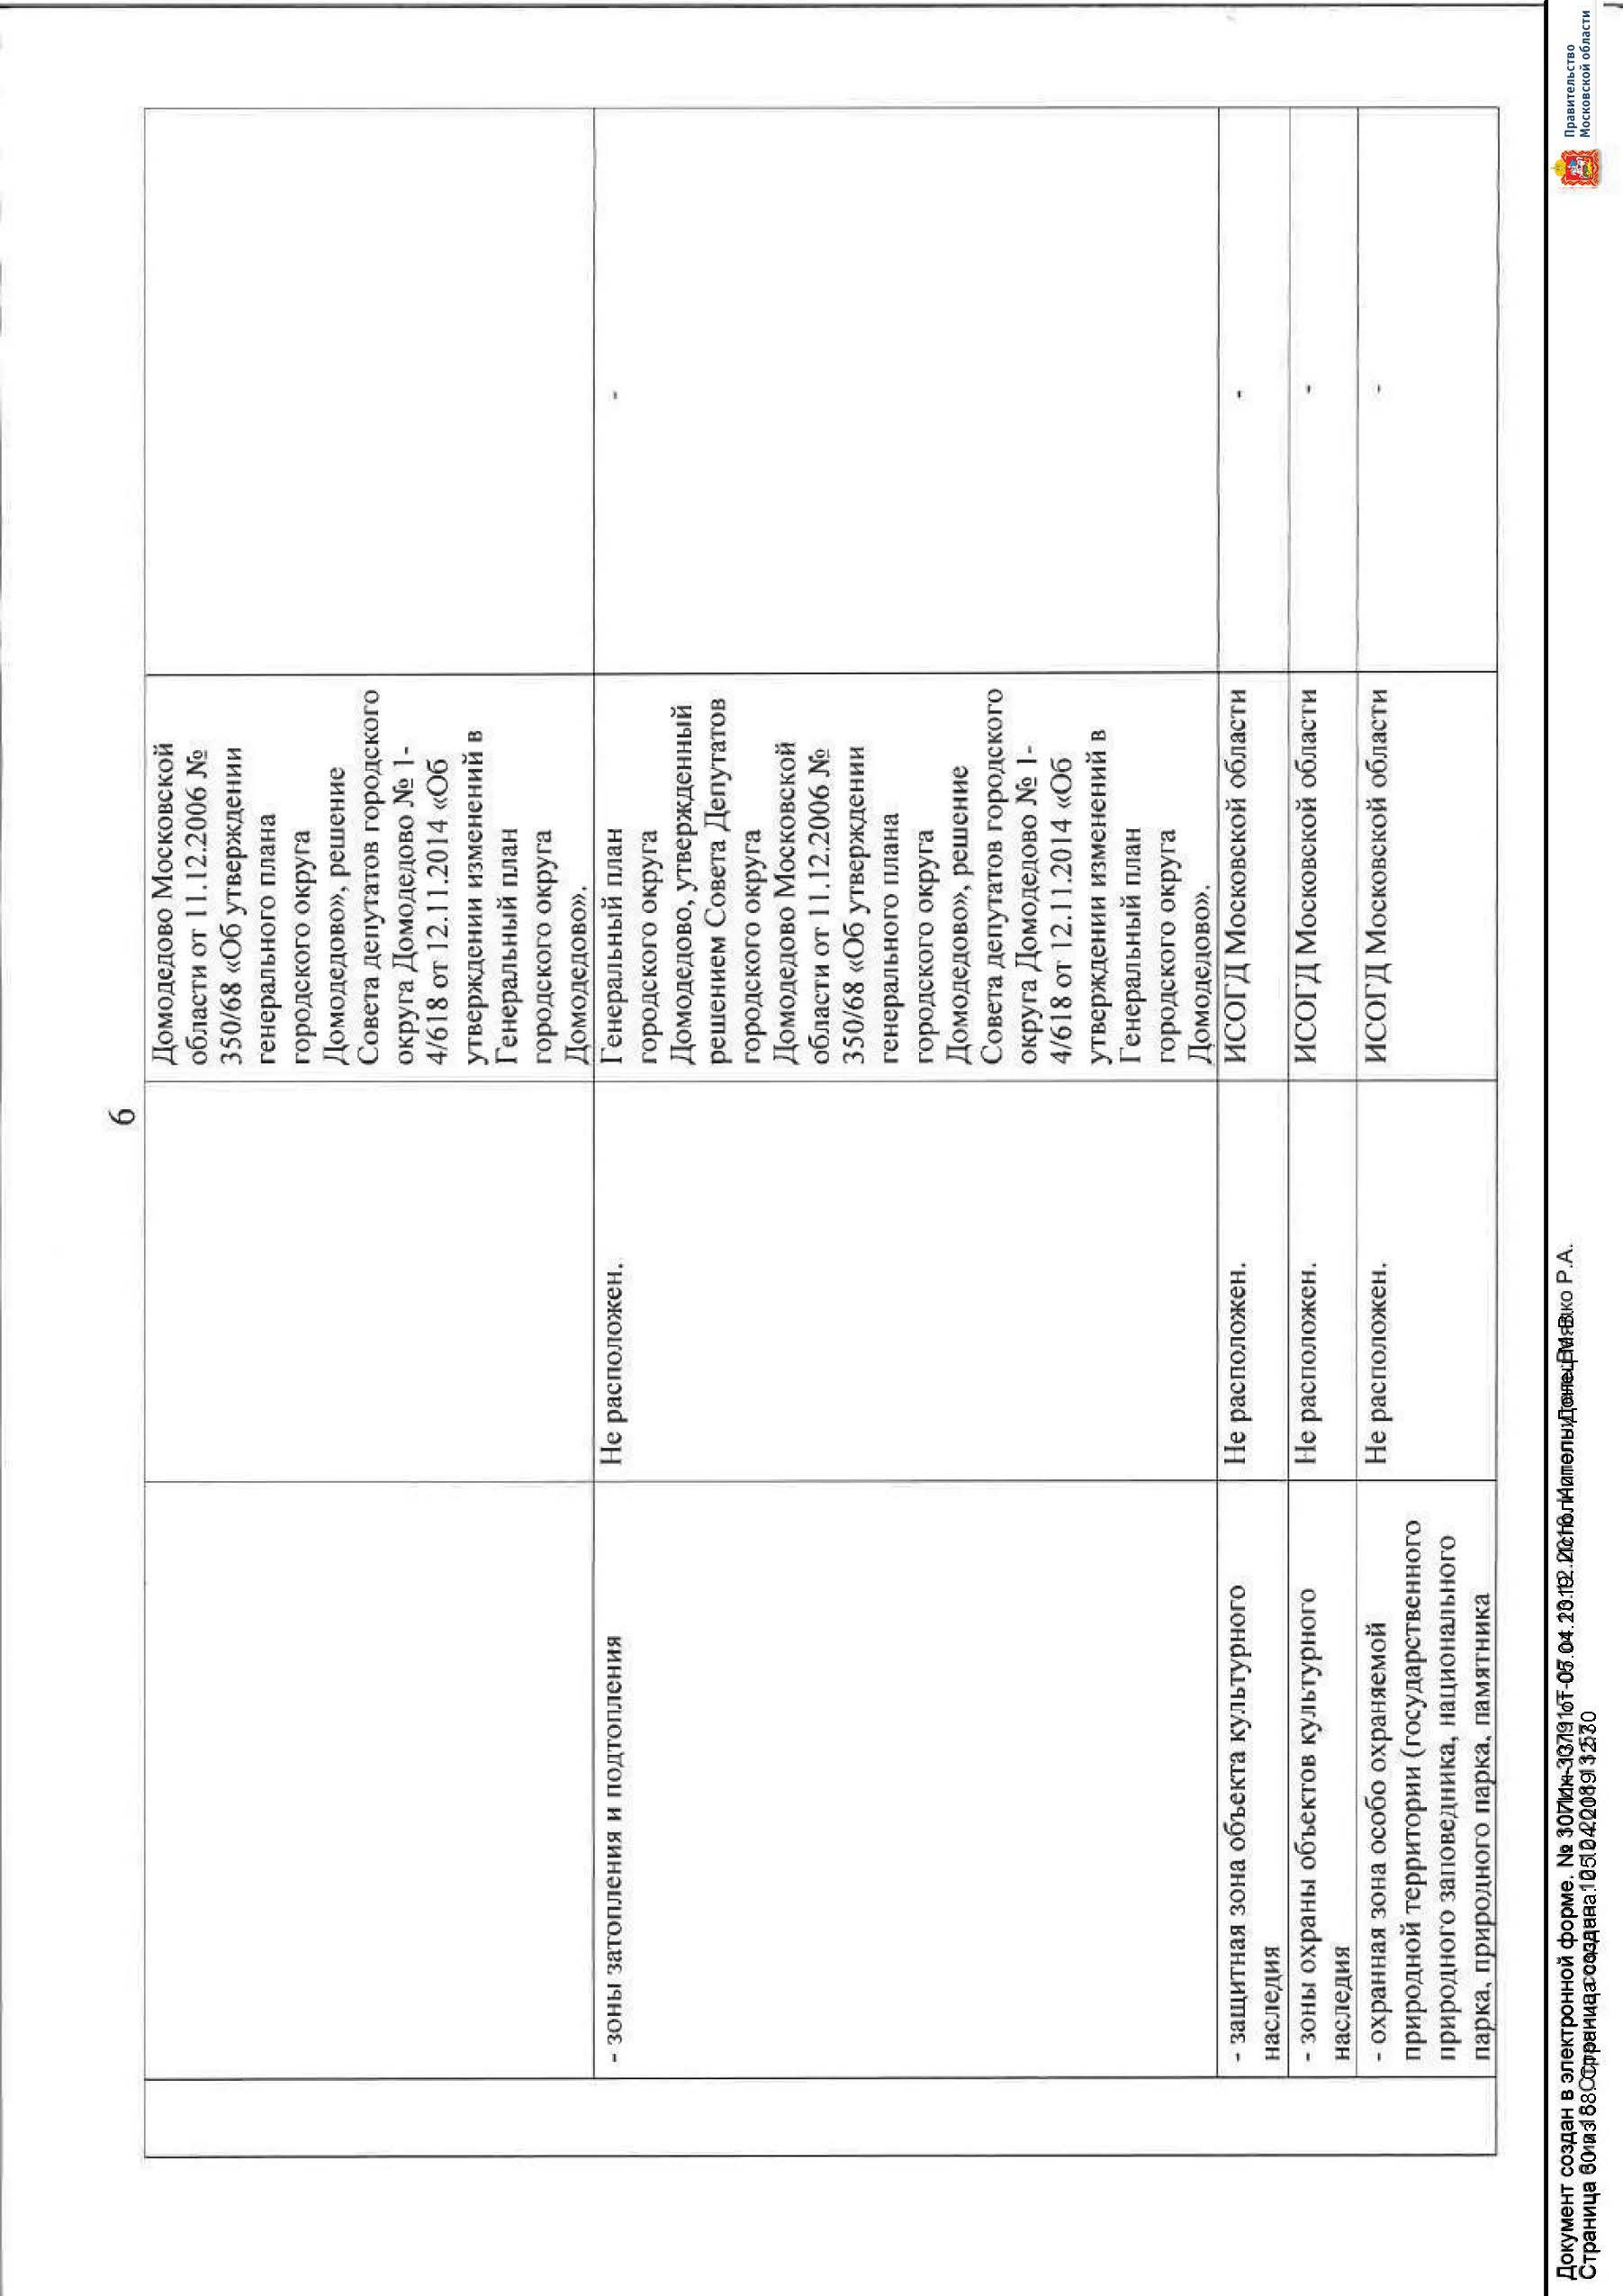 6
Домодедово Московской
области от 11.12.2006 №
350/68 «Об утверждении
генерального плана
городского округа
Домодедово», решение
Совета депутатов городского
округа Домодедово № 1-
4/618 от 12.11.2014 «Об
утверждении изменений в
Генеральный план
городского округа
Домодедово».
- зоны затопления и подтопления
Не расположен.
Генеральный план
городского округа
Домодедово, утвержденный
решением Совета Депутатов
городского округа
Домодедово Московской
области от 11.12.2006 №
350/68 «Об утверждении
генерального плана
городского округа
Домодедово», решение
Совета депутатов городского
округа Домодедово № 1-
4/618 от 12.11.2014 «Об
утверждении изменений в
Генеральный план
городского округа
Домодедово».
-
- защитная зона объекта культурного
наследия
Не расположен.
ИСОГД Московской области
-
- зоны охраны объектов культурного
наследия
Не расположен.
ИСОГД Московской области
-
- охранная зона особо охраняемой
природной территории (государственного
природного заповедника, национального
парка, природного парка, памятника
Не расположен.
ИСОГД Московской области
-
Документ создан в электронной форме. №
Страница
Правительство
Московской области